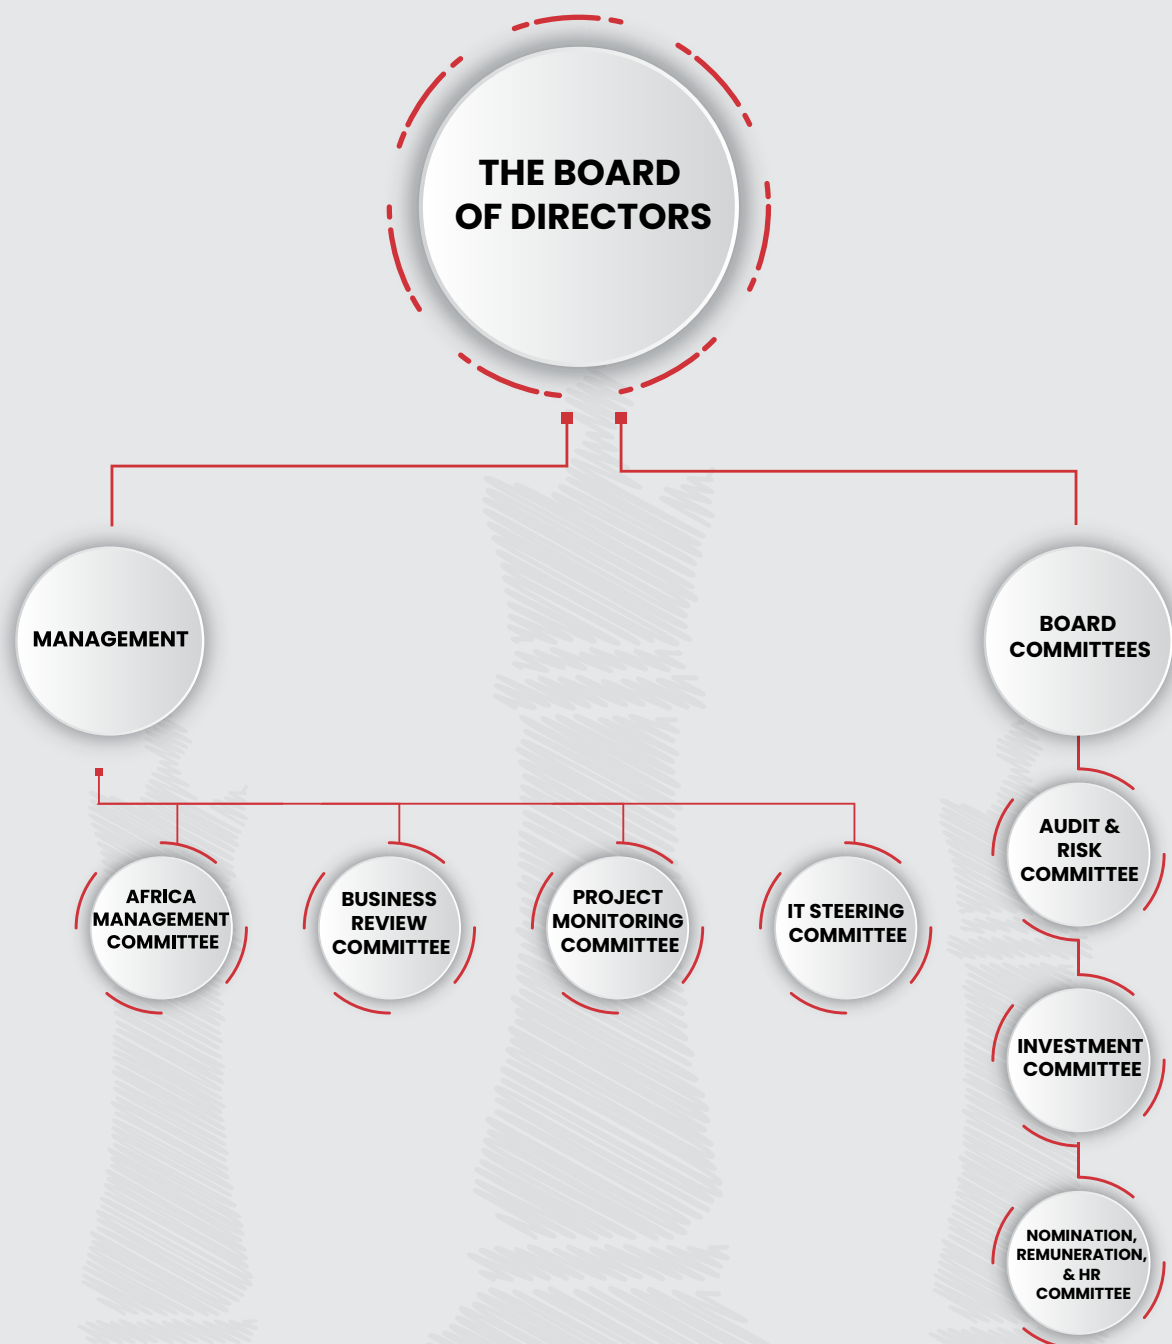 THE BOARD
OF DIRECTORS
MANAGEMENT
BOARD
COMMITTEES
AFRICA
MANAGEMENT
COMMITTEE
BUSINESS
REVIEW
COMMITTEE
PROJECT
MONITORING
COMMITTEE
IT STEERING
COMMITTEE
AUDIT &
RISK
COMMITTEE
INVESTMENT
COMMITTEE
NOMINATION,
REMUNERATION,
& HR
COMMITTEE